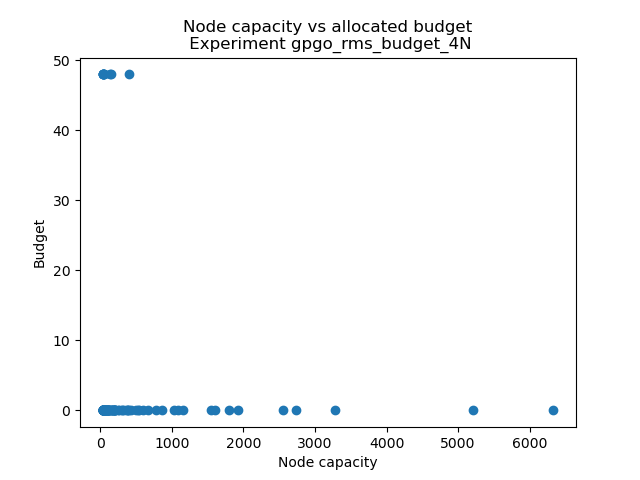 Node capacity vs allocated budget
Experiment gpgo_rms_budget_4N
50
40
30
20
10
0
Budget
0 1000 2000 3000 4000 5000 6000
Node capacity